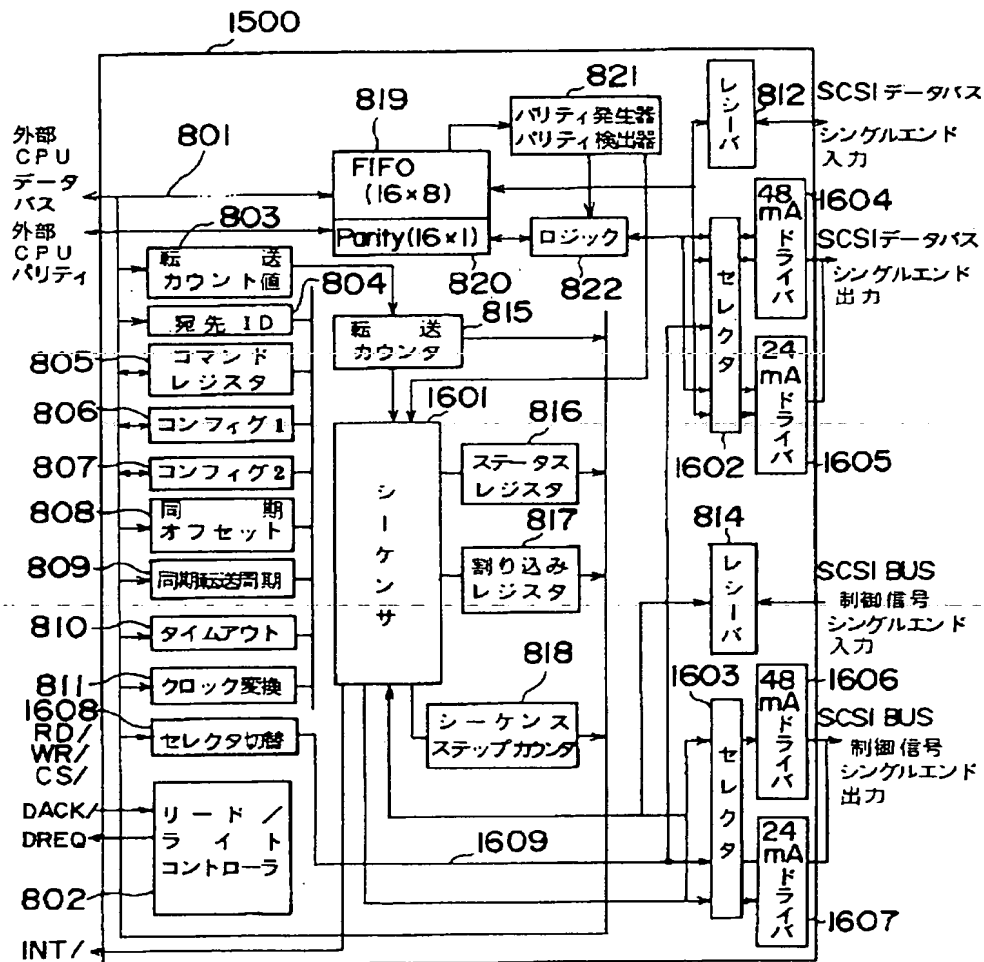 1500
外部
CPU
データ
バス
801
外部
CPU
パリティ
819
FIFO
(16×8)
Parity(16×1)
820
821
パリティ発生器
パリティ検出器
ロジック
822
レシーバ
812
SCSIデータバス
シングルエンド
入力
48
mA
ドライバ
1604
SCSIデータバス
シングルエンド
出力
セレクタ
1602
24
mA
ドライバ
1605
803
転送
カウント値
804
宛先ID
805
コマンド
レジスタ
806
コンフィグ1
807
コンフィグ2
808
同期
オフセット
809
同期転送周期
810
タイムアウト
811
クロック変換
1608
セレクタ切替
RD/
WR/
CS/
DACK/
DREQ
リード/
ライト
コントローラ
802
INT/
815
転送
カウンタ
1601
シーケンサ
816
ステータス
レジスタ
817
割り込み
レジスタ
818
シーケンス
ステップカウンタ
1609
814
レシーバ
SCSI BUS
制御信号
シングルエンド
入力
1603
セレクタ
48
mA
ドライバ
1606
SCSI BUS
制御信号
シングルエンド
出力
24
mA
ドライバ
1607